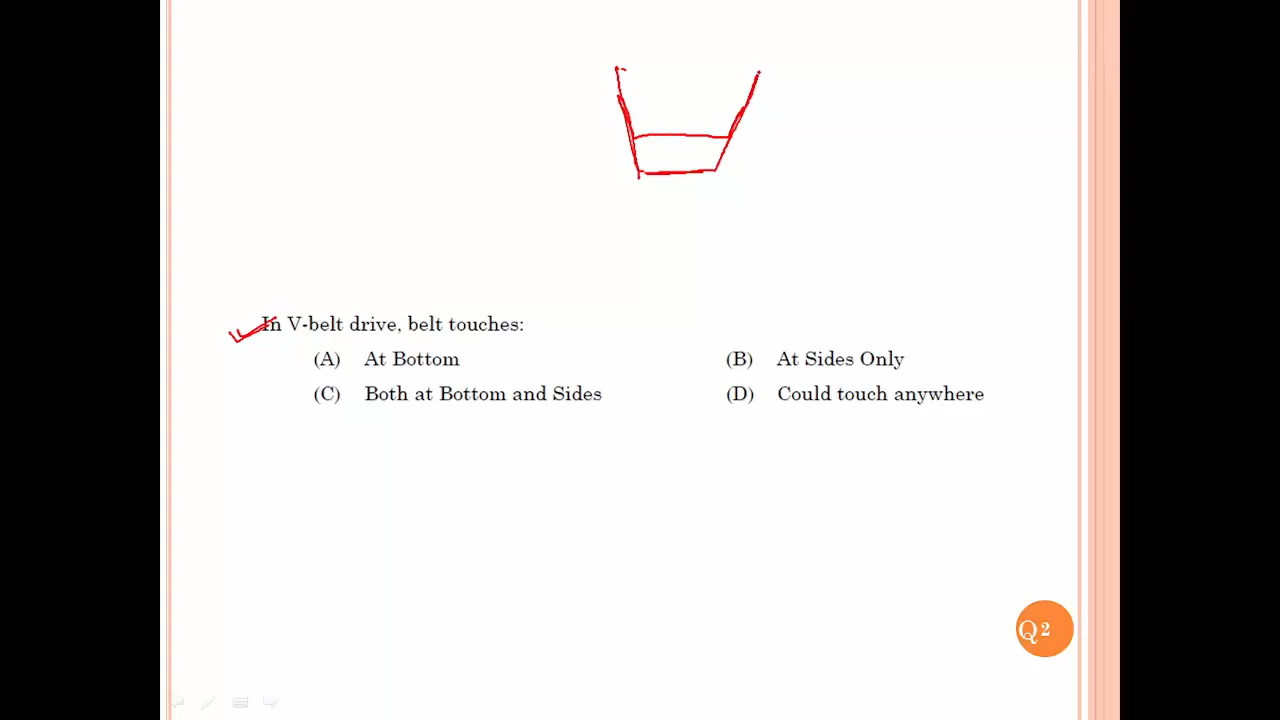 In V-belt drive, belt touches:
(A) At Bottom (B) At Sides Only
(C) Both at Bottom and Sides (D) Could touch anywhere
Q2